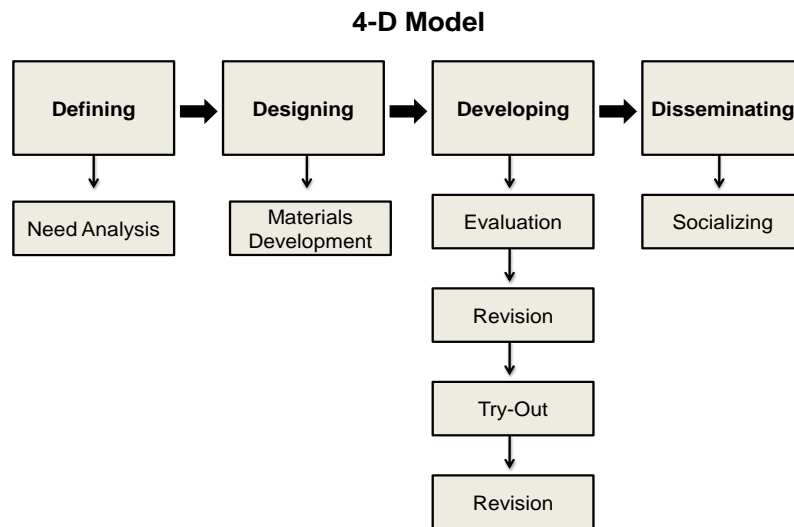 4-D Model
Defining
Designing
Developing
Disseminating
Need Analysis
Materials
Development
Evaluation
Socializing
Revision
Try-Out
Revision